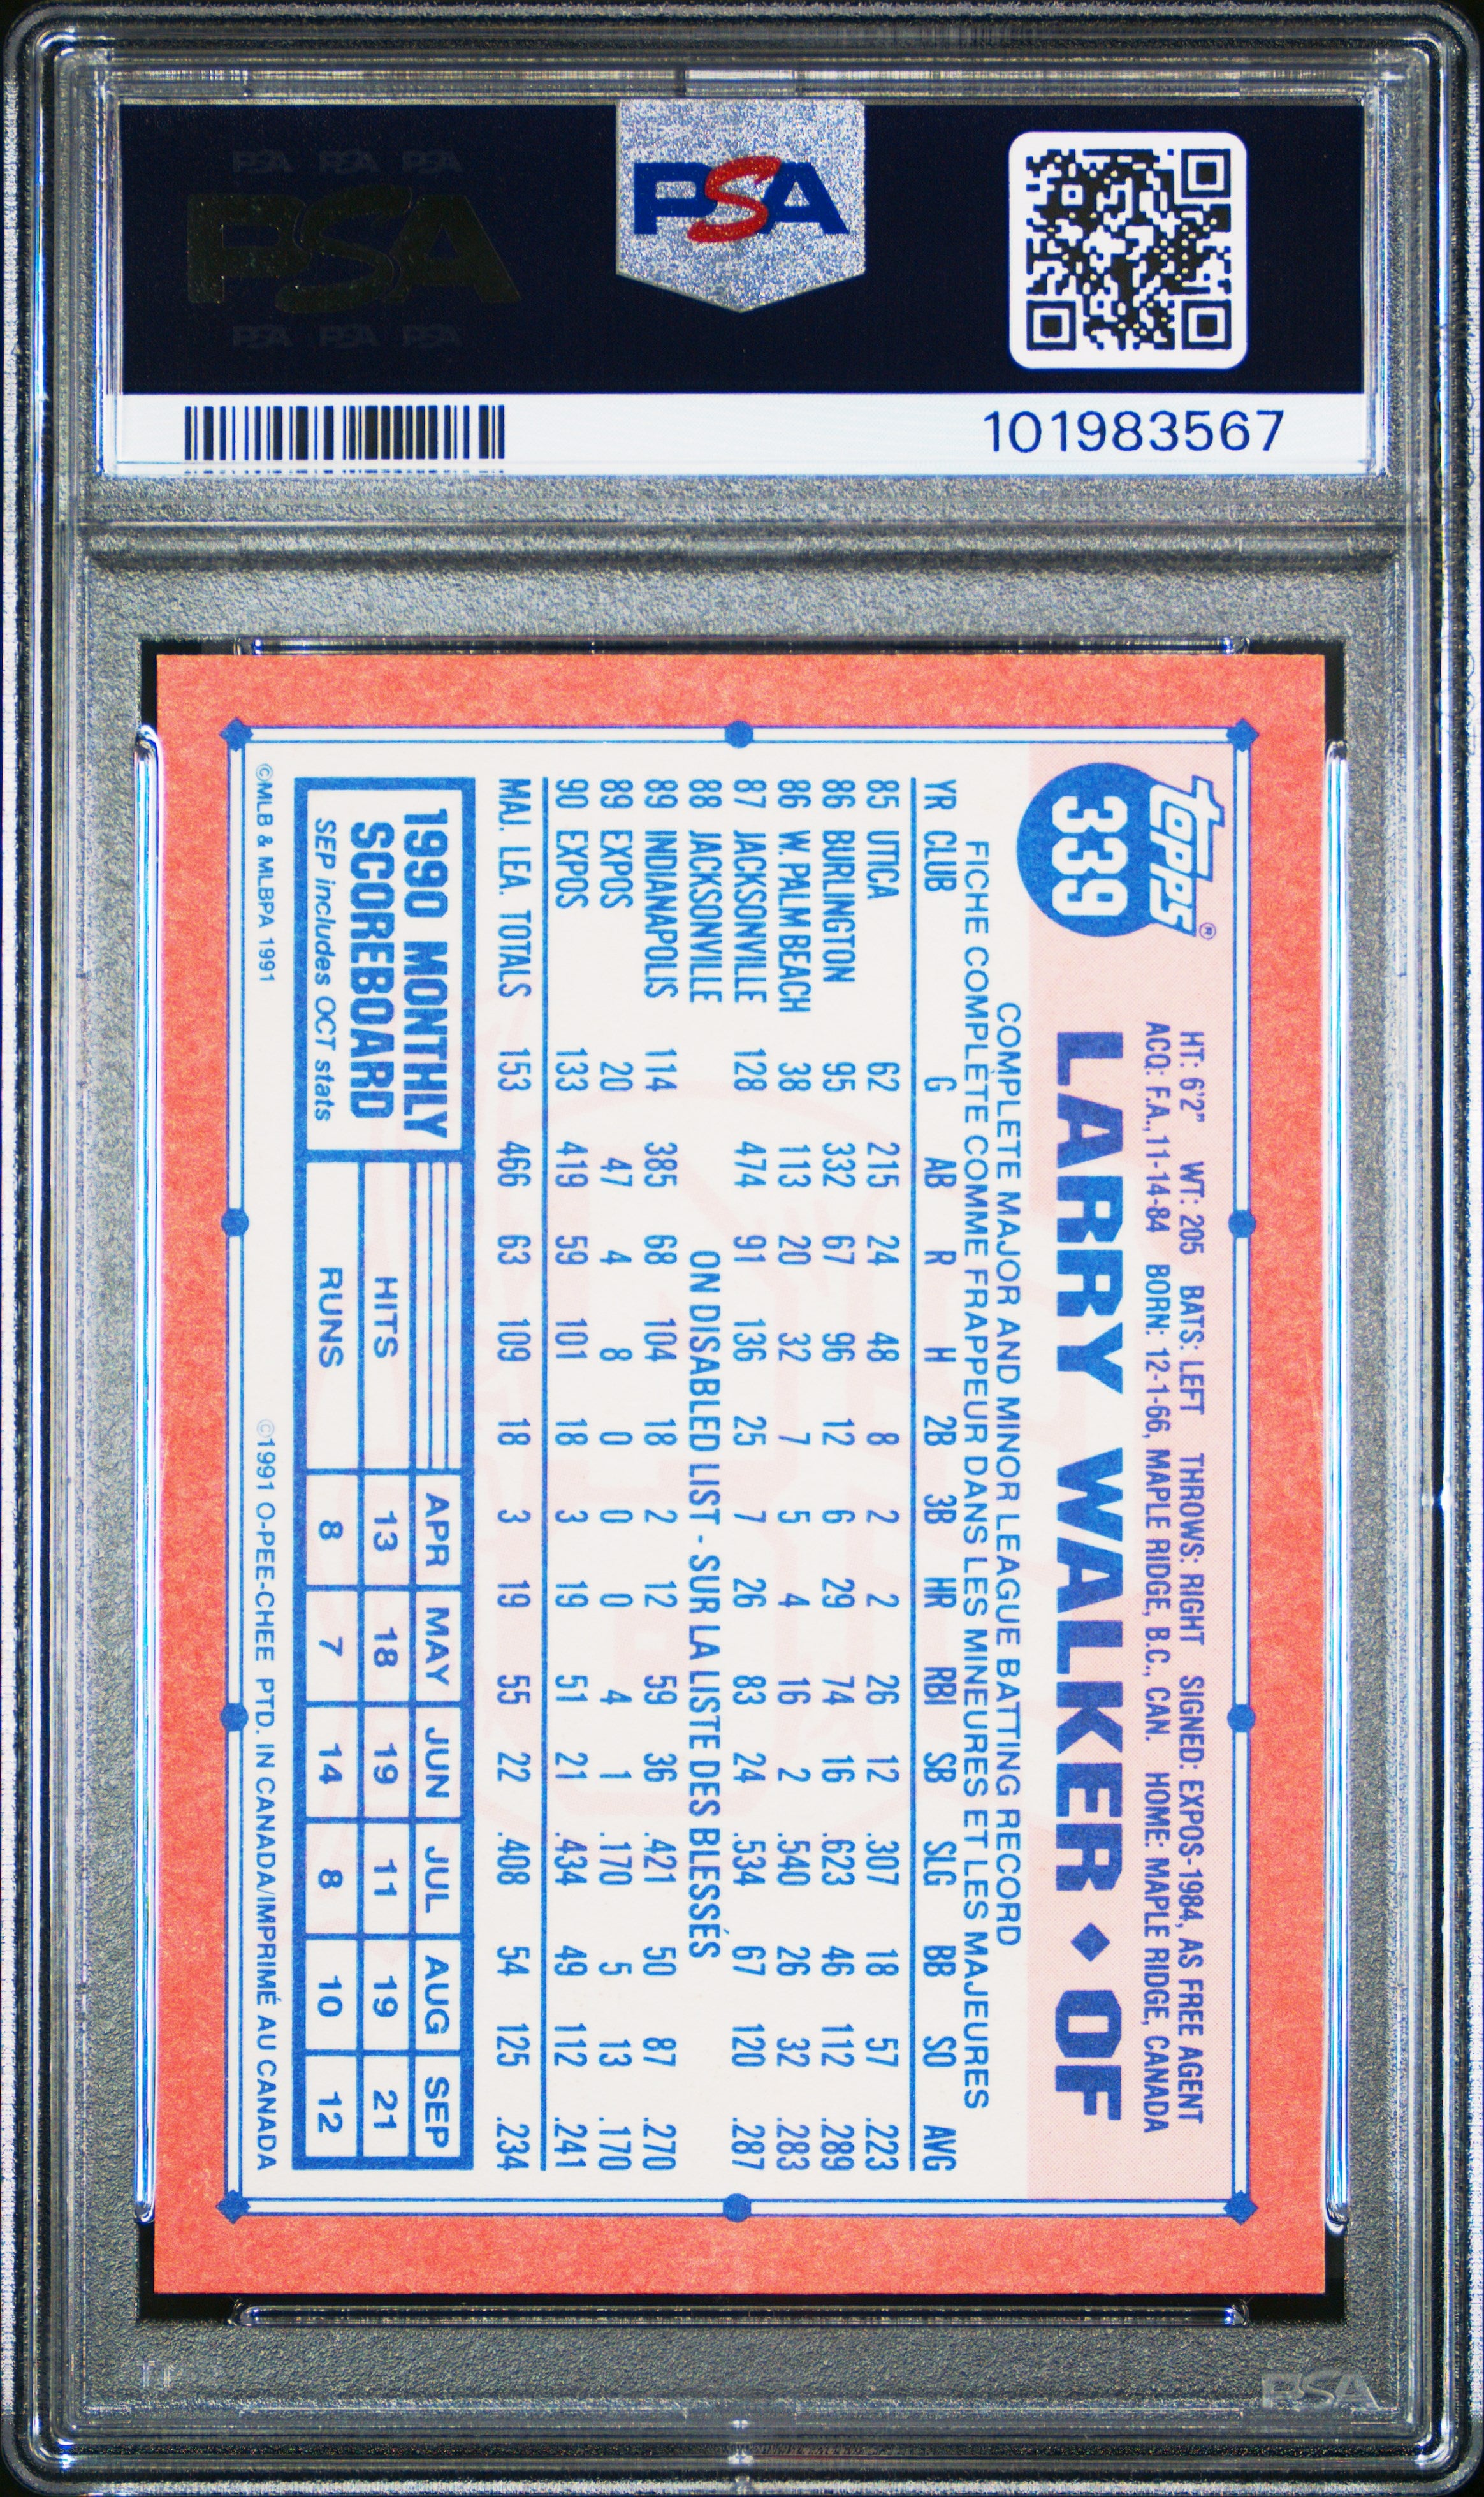 PSA PSA PSA
PSA
PSA PSA PSA
PSA
101983567
topps®
339
HT: 6'2" WT: 205 BATS: LEFT THROWS: RIGHT SIGNED: EXPOS-1984, AS FREE AGENT
ACQ: F.A., 11-14-84 BORN: 12-1-66, MAPLE RIDGE, B.C., CAN. HOME: MAPLE RIDGE, CANADA
LARRY WALKER ◆ OF
COMPLETE MAJOR AND MINOR LEAGUE BATTING RECORD
FICHE COMPLÈTE COMME FRAPPEUR DANS LES MINEURES ET LES MAJEURES
YR CLUB G AB R H 2B 3B HR RBI SB SLG BB SO AVG
85 UTICA 62 215 24 48 8 2 2 26 12 .307 18 57 .223
86 BURLINGTON 95 332 67 96 12 6 29 74 16 .623 46 112 .289
86 W. PALM BEACH 38 113 20 32 7 5 4 16 2 .540 26 32 .283
87 JACKSONVILLE 128 474 91 136 25 7 26 83 24 .534 67 120 .287
88 JACKSONVILLE ON DISABLED LIST - SUR LA LISTE DES BLESSÉS
89 INDIANAPOLIS 114 385 68 104 18 2 12 59 36 .421 50 87 .270
89 EXPOS 20 47 4 8 0 0 0 4 1 .170 5 13 .170
90 EXPOS 133 419 59 101 18 3 19 51 21 .434 49 112 .241
MAJ. LEA. TOTALS 153 466 63 109 18 3 19 55 22 .408 54 125 .234
1990 MONTHLY
SCOREBOARD
SEP includes OCT stats
APR MAY JUN JUL AUG SEP
HITS 13 18 19 11 19 21
RUNS 8 7 14 8 10 12
©MLB & MLBPA 1991
©1991 O-PEE-CHEE PTD. IN CANADA/IMPRIMÉ AU CANADA
PSA